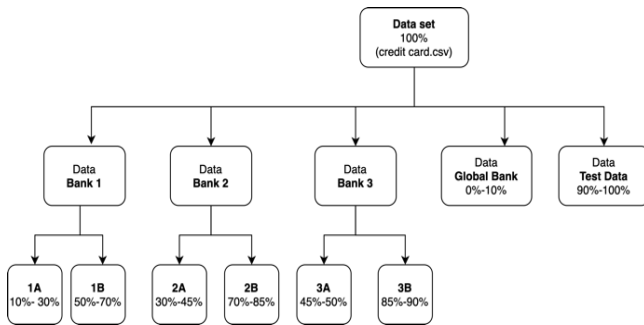 Data set
100%
(credit card.csv)
Data
Bank 1
Data
Bank 2
Data
Bank 3
Data
Global Bank
0%-10%
Data
Test Data
90%-100%
1A
10%- 30%
1B
50%-70%
2A
30%-45%
2B
70%-85%
3A
45%-50%
3B
85%-90%